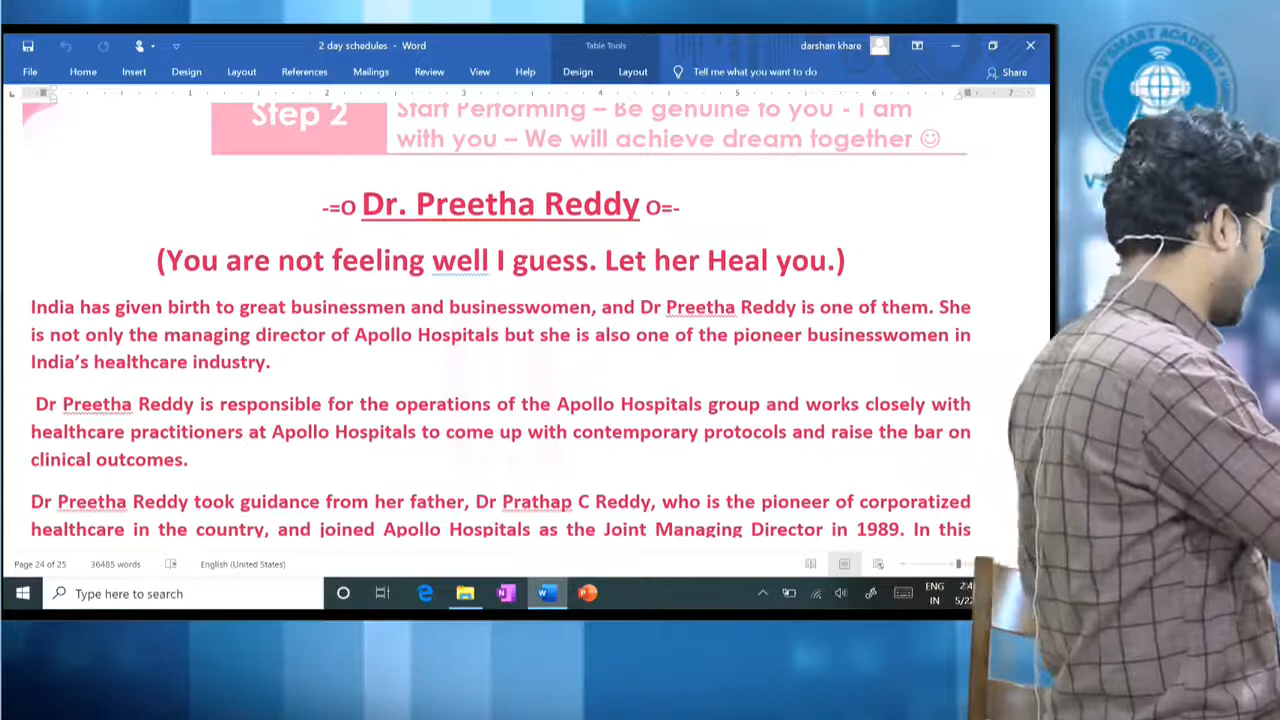 2 day schedules - Word
Table Tools
darshan khare
File Home Insert Design Layout References Mailings Review View Help Design Layout Tell me what you want to do Share
1 2 3 4 5 6 7
Step 2
Start Performing – Be genuine to you - I am
with you – We will achieve dream together ☺
-=O Dr. Preetha Reddy O=-
(You are not feeling well I guess. Let her Heal you.)
India has given birth to great businessmen and businesswomen, and Dr Preetha Reddy is one of them. She
is not only the managing director of Apollo Hospitals but she is also one of the pioneer businesswomen in
India's healthcare industry.
Dr Preetha Reddy is responsible for the operations of the Apollo Hospitals group and works closely with
healthcare practitioners at Apollo Hospitals to come up with contemporary protocols and raise the bar on
clinical outcomes.
Dr Preetha Reddy took guidance from her father, Dr Prathap C Reddy, who is the pioneer of corporatized
healthcare in the country, and joined Apollo Hospitals as the Joint Managing Director in 1989. In this
Page 24 of 25 36485 words English (United States)
Type here to search
ENG
IN